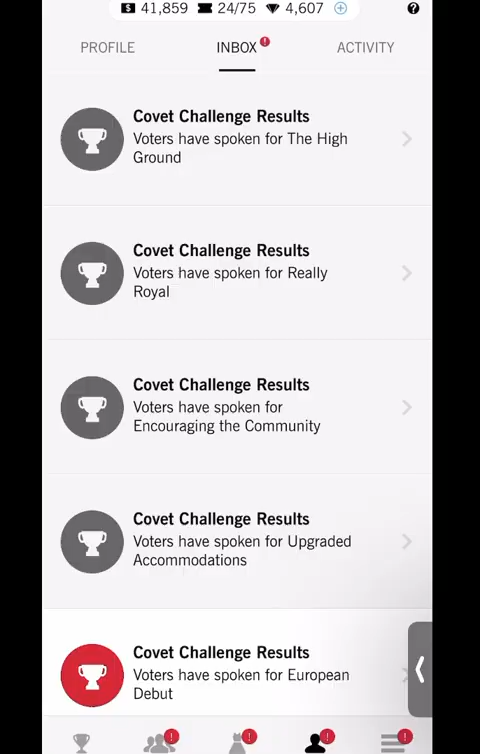 $ 41,859 24/75 4,607 + ?
PROFILE INBOX ! ACTIVITY
Covet Challenge Results
Voters have spoken for The High
Ground
Covet Challenge Results
Voters have spoken for Really
Royal
Covet Challenge Results
Voters have spoken for
Encouraging the Community
Covet Challenge Results
Voters have spoken for Upgraded
Accommodations
Covet Challenge Results
Voters have spoken for European
Debut
! ! ! !